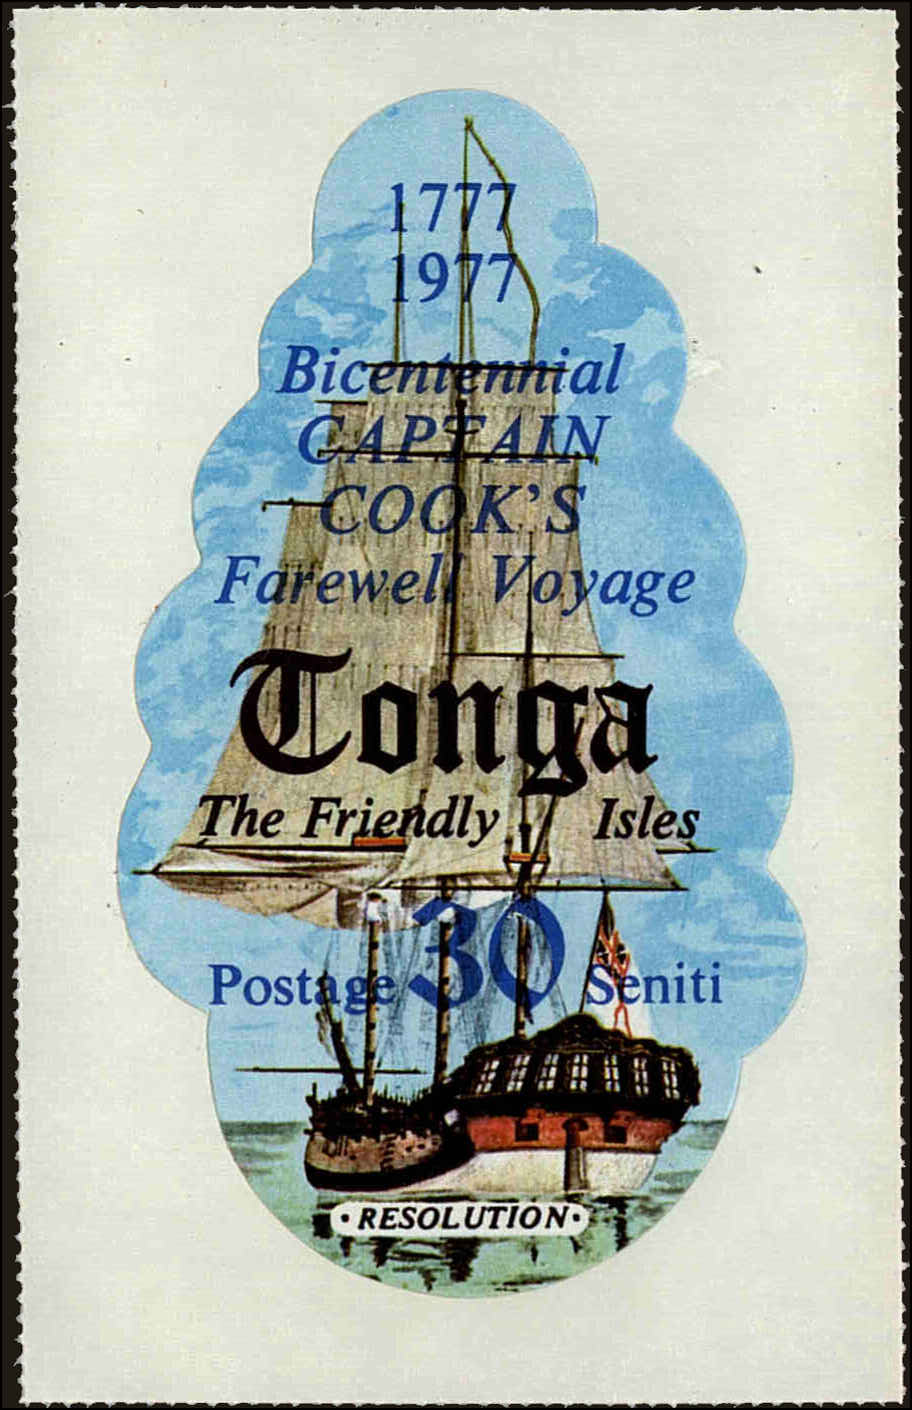 1777
1977
Bicentennial
CAPTAIN
COOK'S
Farewell Voyage
Tonga
The Friendly Isles
Postage 30 Seniti
• RESOLUTION •